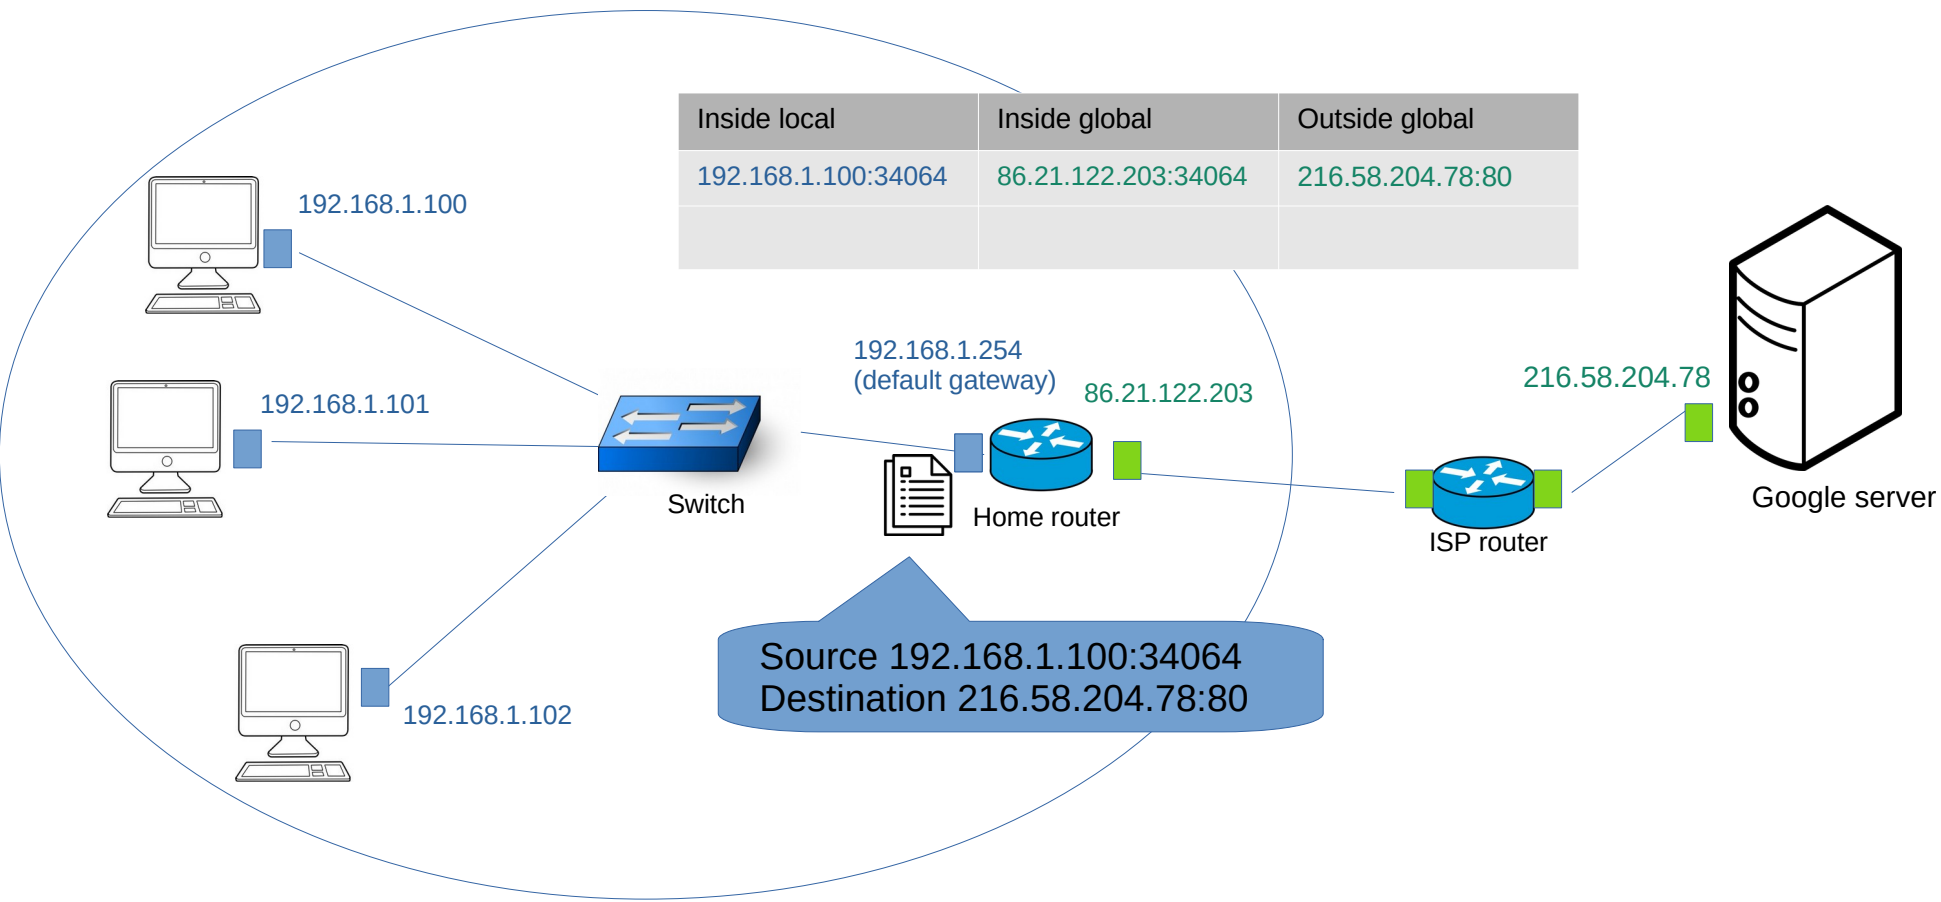 Inside local
Inside global
Outside global
192.168.1.100:34064
86.21.122.203:34064
216.58.204.78:80
192.168.1.100
192.168.1.254
(default gateway)
86.21.122.203
216.58.204.78
192.168.1.101
Switch
Home router
Google server
ISP router
Source 192.168.1.100:34064
Destination 216.58.204.78:80
192.168.1.102